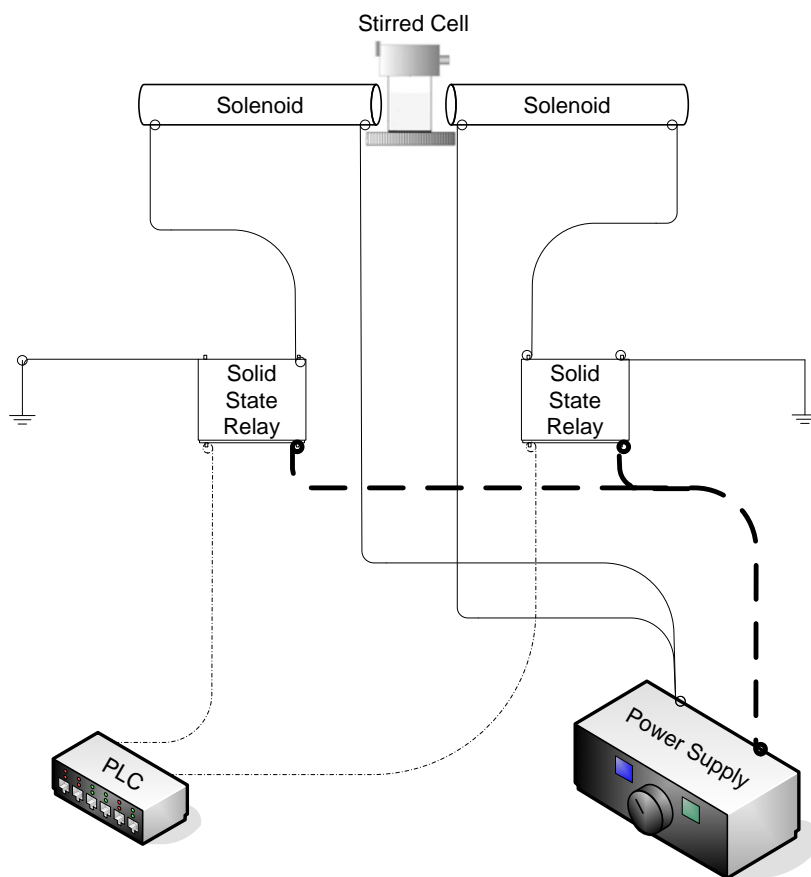 Stirred Cell
Solenoid
Solenoid
Solid
State
Relay
Solid
State
Relay
PLC
Power Supply